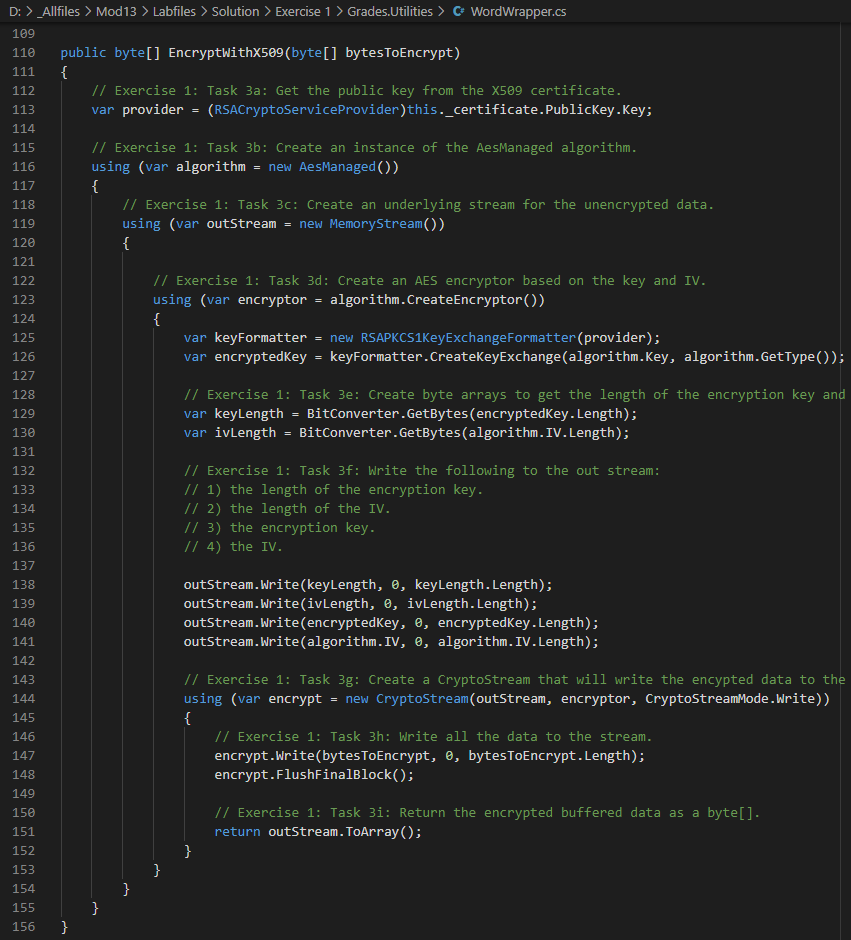 D: > _Allfiles > Mod13 > Labfiles > Solution > Exercise 1 > Grades.Utilities > WordWrapper.cs
109
110 public byte[] EncryptWithX509(byte[] bytesToEncrypt)
111 {
112 // Exercise 1: Task 3a: Get the public key from the X509 certificate.
113 var provider = (RSACryptoServiceProvider)this._certificate.PublicKey.Key;
114
115 // Exercise 1: Task 3b: Create an instance of the AesManaged algorithm.
116 using (var algorithm = new AesManaged())
117 {
118 // Exercise 1: Task 3c: Create an underlying stream for the unencrypted data.
119 using (var outStream = new MemoryStream())
120 {
121
122 // Exercise 1: Task 3d: Create an AES encryptor based on the key and IV.
123 using (var encryptor = algorithm.CreateEncryptor())
124 {
125 var keyFormatter = new RSAPKCS1KeyExchangeFormatter(provider);
126 var encryptedKey = keyFormatter.CreateKeyExchange(algorithm.Key, algorithm.GetType());
127
128 // Exercise 1: Task 3e: Create byte arrays to get the length of the encryption key and
129 var keyLength = BitConverter.GetBytes(encryptedKey.Length);
130 var ivLength = BitConverter.GetBytes(algorithm.IV.Length);
131
132 // Exercise 1: Task 3f: Write the following to the out stream:
133 // 1) the length of the encryption key.
134 // 2) the length of the IV.
135 // 3) the encryption key.
136 // 4) the IV.
137
138 outStream.Write(keyLength, 0, keyLength.Length);
139 outStream.Write(ivLength, 0, ivLength.Length);
140 outStream.Write(encryptedKey, 0, encryptedKey.Length);
141 outStream.Write(algorithm.IV, 0, algorithm.IV.Length);
142
143 // Exercise 1: Task 3g: Create a CryptoStream that will write the encypted data to the
144 using (var encrypt = new CryptoStream(outStream, encryptor, CryptoStreamMode.Write))
145 {
146 // Exercise 1: Task 3h: Write all the data to the stream.
147 encrypt.Write(bytesToEncrypt, 0, bytesToEncrypt.Length);
148 encrypt.FlushFinalBlock();
149
150 // Exercise 1: Task 3i: Return the encrypted buffered data as a byte[].
151 return outStream.ToArray();
152 }
153 }
154 }
155 }
156 }